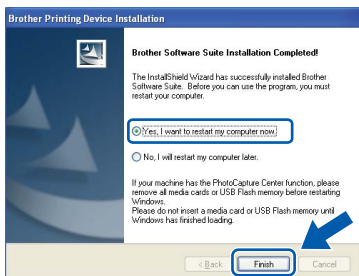 Brother Printing Device Installation
Brother Software Suite Installation Completed!
The InstallShield Wizard has successfully installed Brother
Software Suite. Before you can use the program, you must
restart your computer.
Yes, I want to restart my computer now.
No, I will restart my computer later.
If your machine has the PhotoCapture Center function, please
remove all media cards or USB Flash memory before restarting
Windows.
Please do not insert a media card or USB Flash memory until
Windows has finished loading.
< Back Finish Cancel